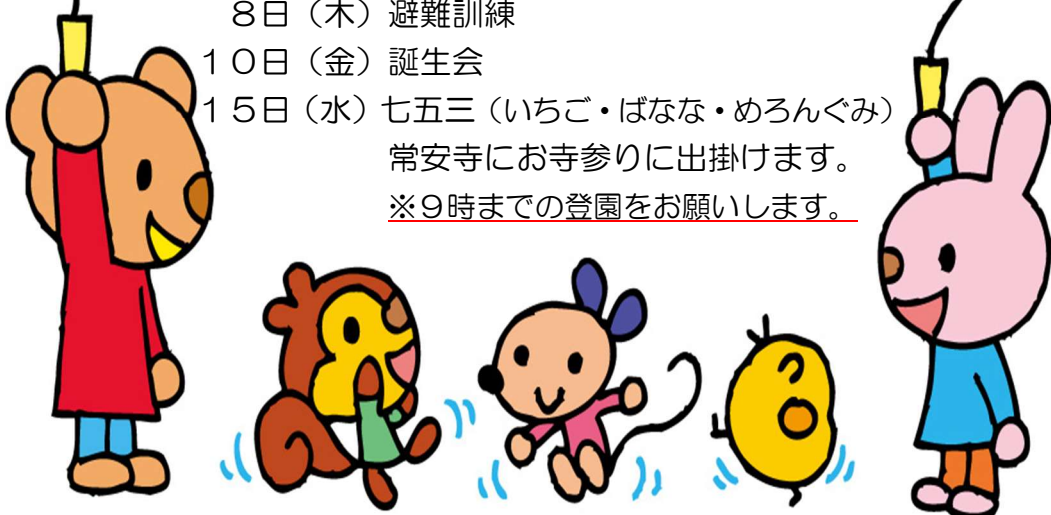 ８日（木）避難訓練
１０日（金）誕生会
１５日（水）七五三（いちご・ばなな・めろんぐみ）
常安寺にお寺参りに出掛けます。
※９時までの登園をお願いします。